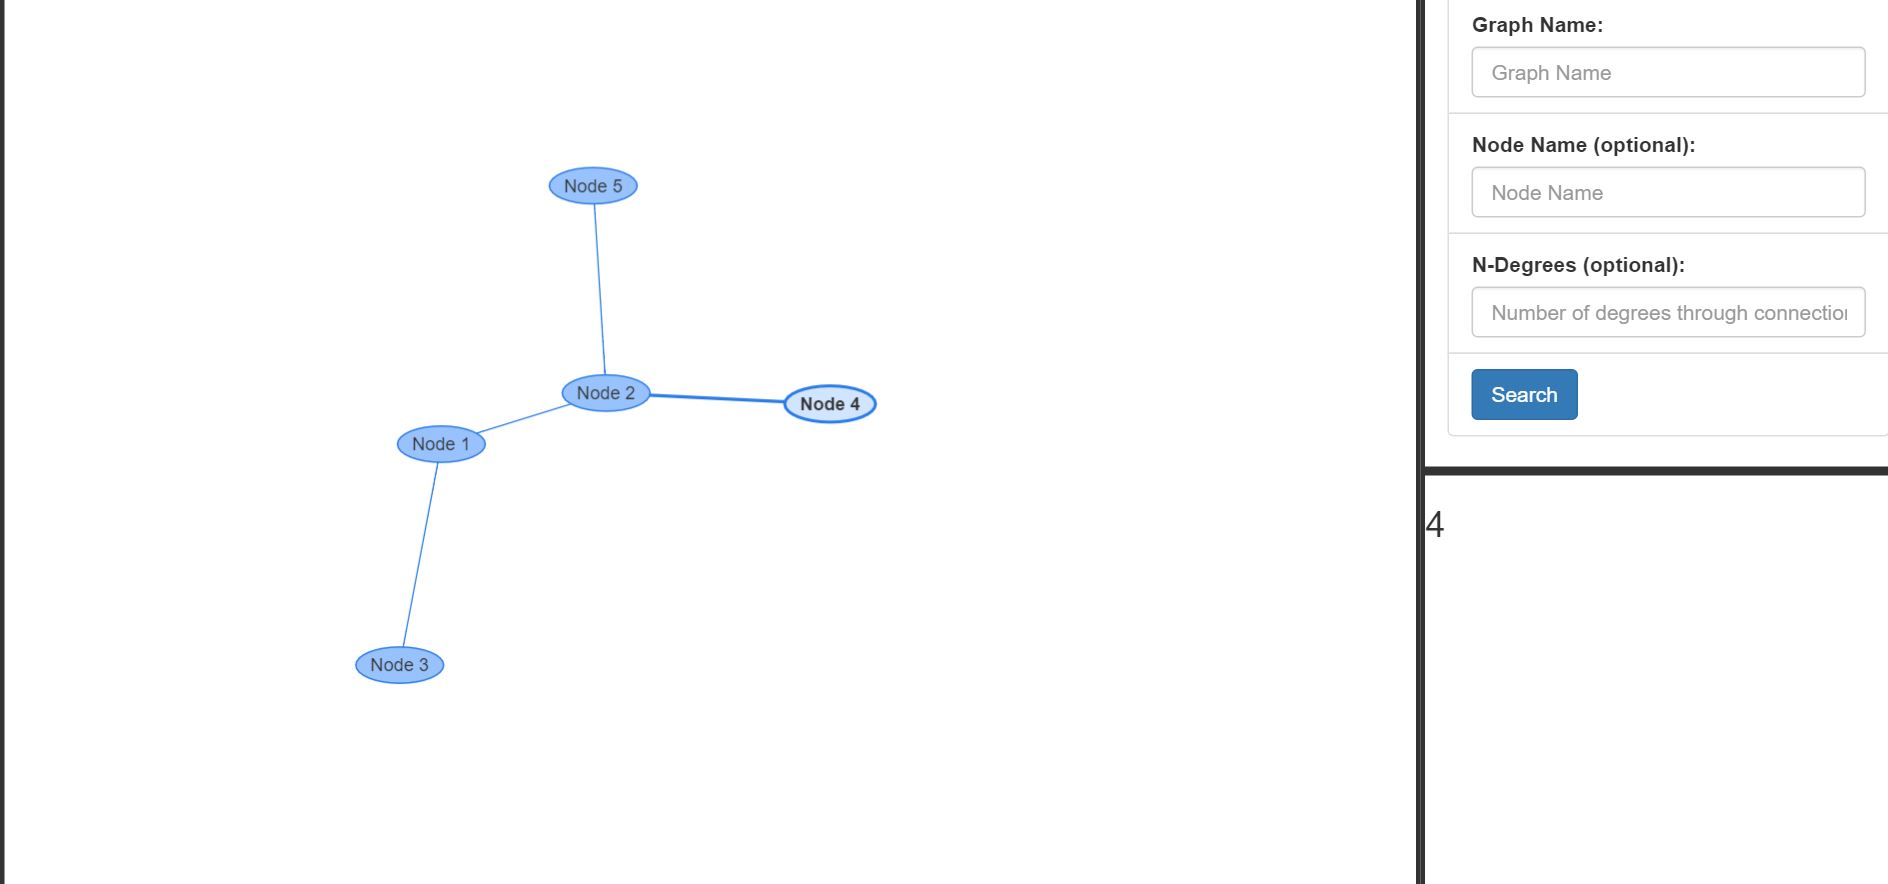 Node 5
Node 2
Node 4
Node 1
Node 3
Graph Name:
Graph Name
Node Name (optional):
Node Name
N-Degrees (optional):
Number of degrees through connectio
Search
4